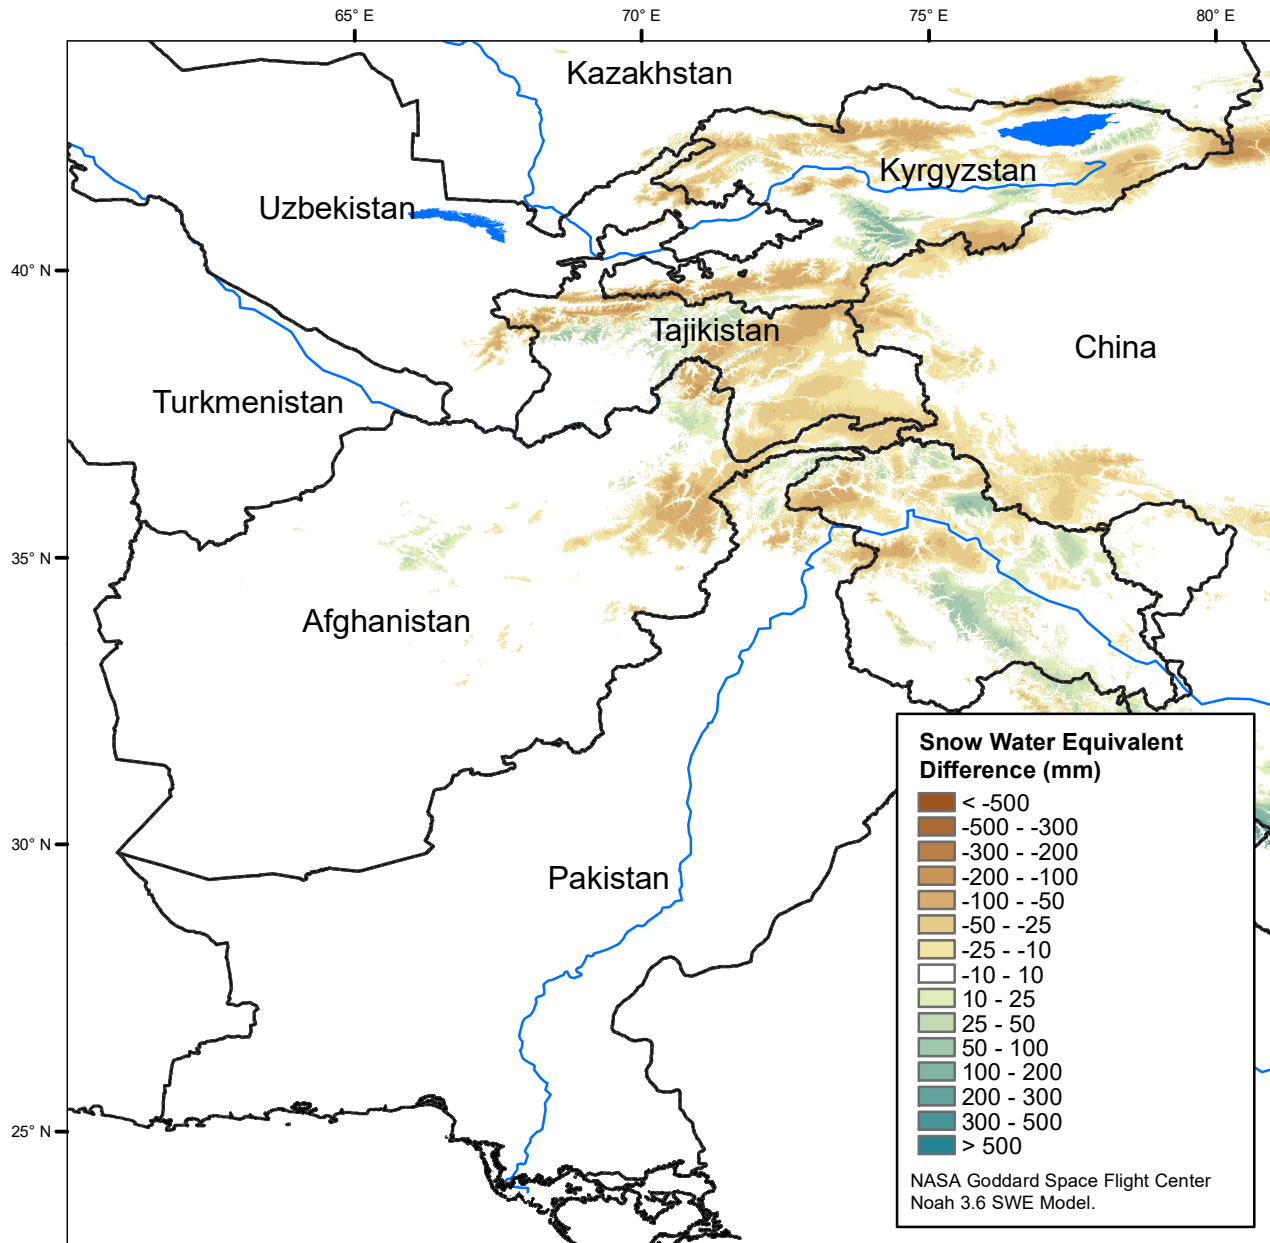 65° E
70° E
75° E
80° E
Kazakhstan
Kyrgyzstan
Uzbekistan
40° N
Tajikistan
China
Turkmenistan
35° N
Afghanistan
Snow Water Equivalent
Difference (mm)
< -500
-500 - -300
-300 - -200
-200 - -100
-100 - -50
-50 - -25
-25 - -10
-10 - 10
10 - 25
25 - 50
50 - 100
100 - 200
200 - 300
300 - 500
> 500
NASA Goddard Space Flight Center
Noah 3.6 SWE Model.
30° N
Pakistan
25° N